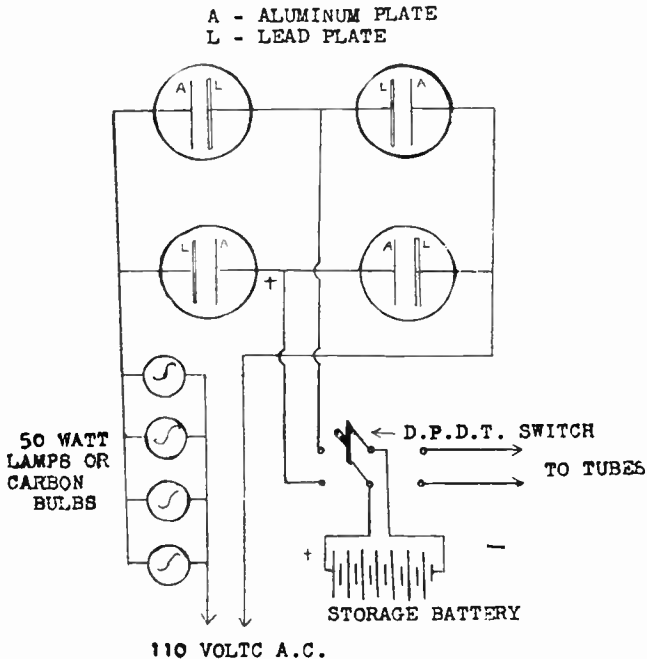 A - ALUMINUM PLATE
L - LEAD PLATE
A L
L A
L A
A L
+
50 WATT
LAMPS OR
CARBON
BULBS
D.P.D.T. SWITCH
TO TUBES
+ -
STORAGE BATTERY
110 VOLTC A.C.